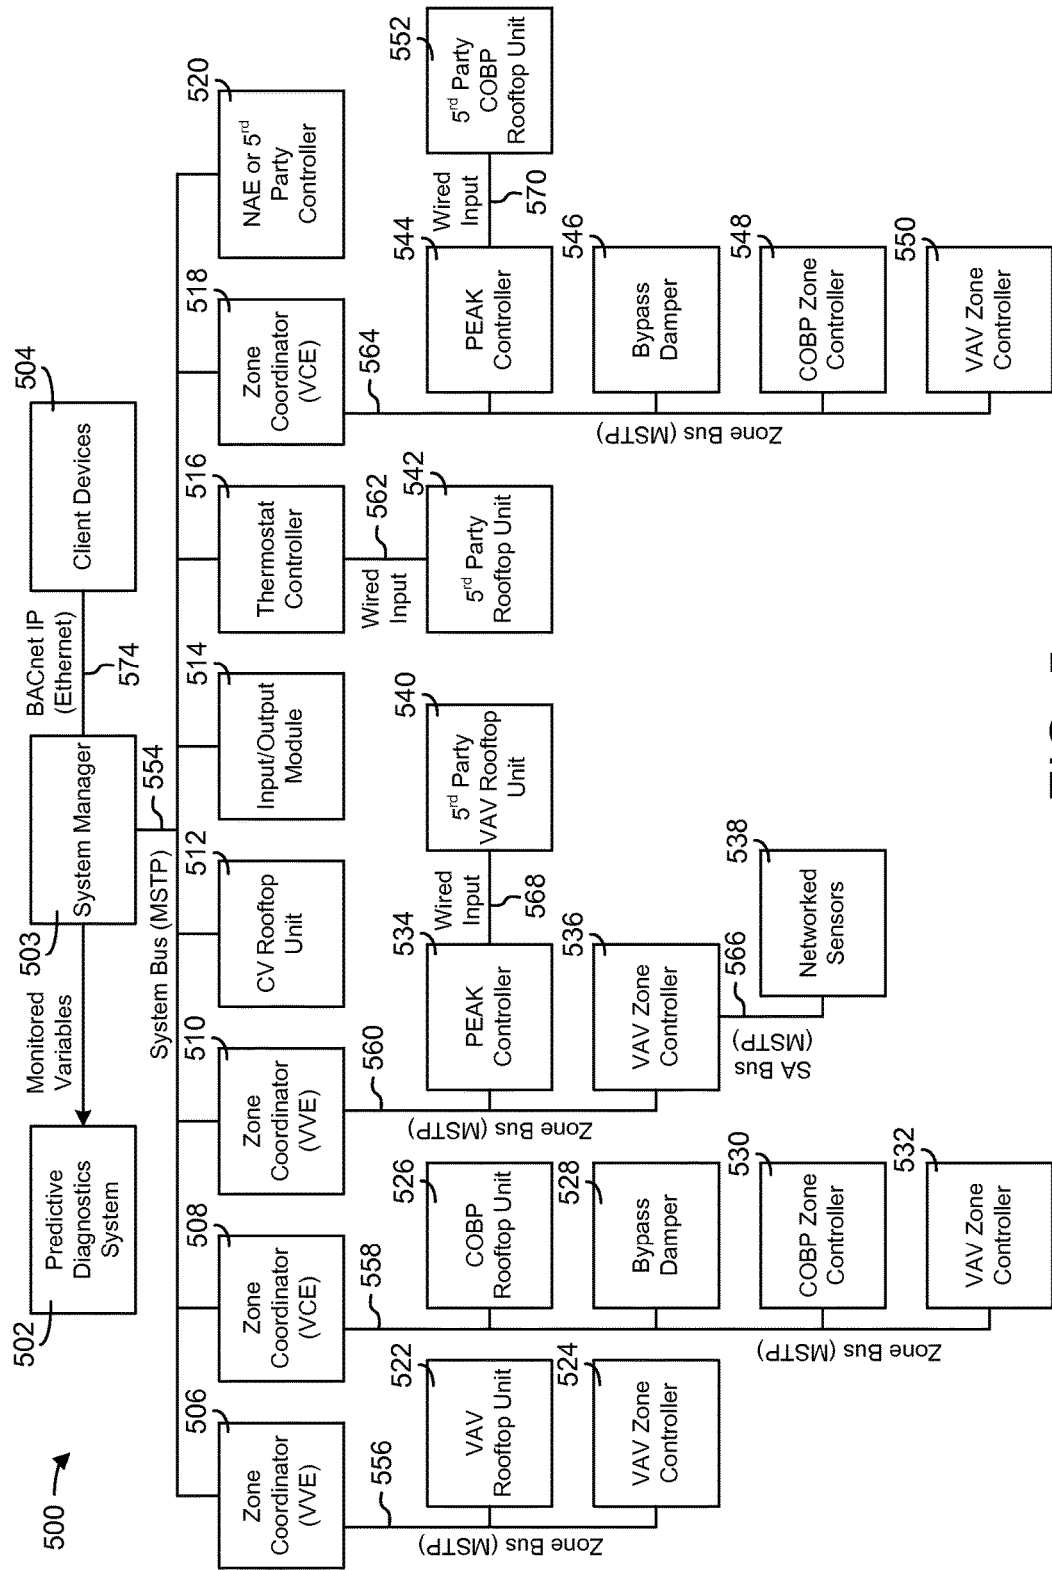 500
502
Predictive
Diagnostics
System
Monitored
Variables
503
System Manager
BACnet IP
(Ethernet)
574
504
Client Devices
554
System Bus (MSTP)
506
Zone
Coordinator
(VVE)
508
Zone
Coordinator
(VCE)
510
Zone
Coordinator
(VVE)
512
CV Rooftop
Unit
514
Input/Output
Module
516
Thermostat
Controller
518
Zone
Coordinator
(VCE)
520
NAE or 5rd
Party
Controller
556
Zone Bus (MSTP)
522
VAV
Rooftop Unit
524
VAV Zone
Controller
558
Zone Bus (MSTP)
526
COBP
Rooftop Unit
528
Bypass
Damper
530
COBP Zone
Controller
532
VAV Zone
Controller
560
Zone Bus (MSTP)
534
PEAK
Controller
Wired
Input
568
540
5rd Party
VAV Rooftop
Unit
536
VAV Zone
Controller
566
SA Bus
(MSTP)
538
Networked
Sensors
562
Wired
Input
542
5rd Party
Rooftop Unit
564
Zone Bus (MSTP)
544
PEAK
Controller
Wired
Input
570
552
5rd Party
COBP
Rooftop Unit
546
Bypass
Damper
548
COBP Zone
Controller
550
VAV Zone
Controller